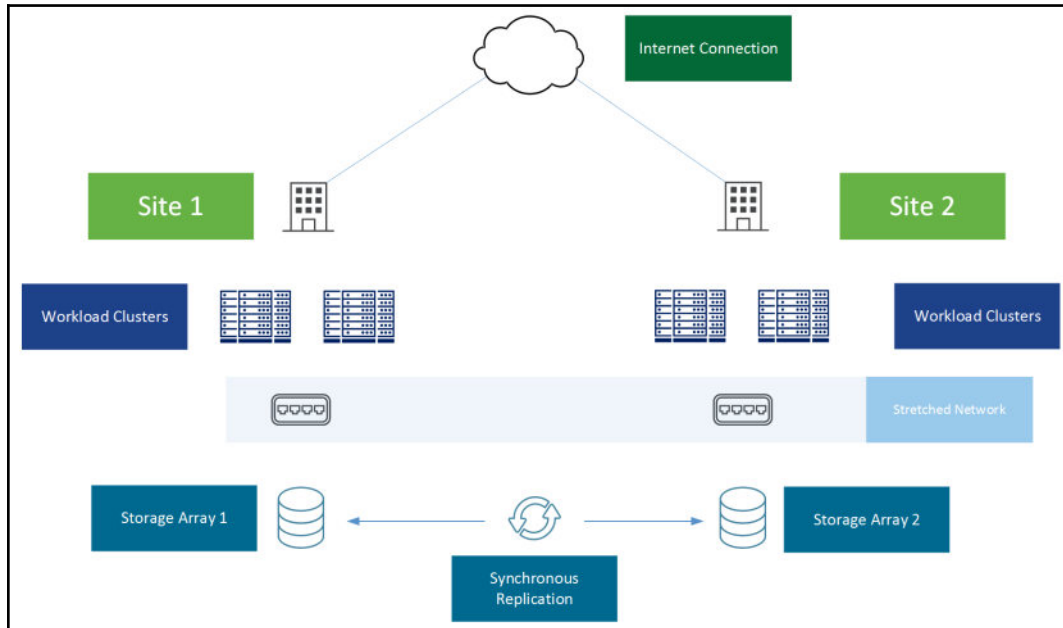 Internet Connection
Site 1
Site 2
Workload Clusters
Workload Clusters
Stretched Network
Storage Array 1
Storage Array 2
Synchronous
Replication